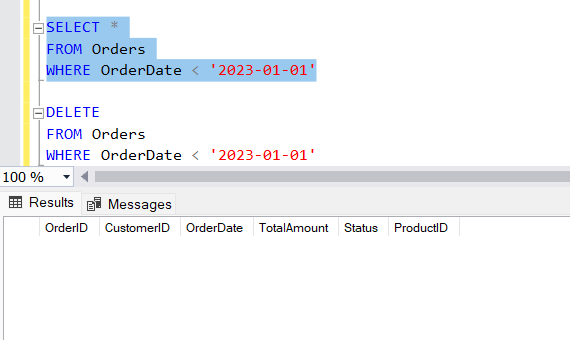 SELECT *
FROM Orders
WHERE OrderDate < '2023-01-01'
DELETE
FROM Orders
WHERE OrderDate < '2023-01-01'
100 %
Results Messages
OrderID CustomerID OrderDate TotalAmount Status ProductID